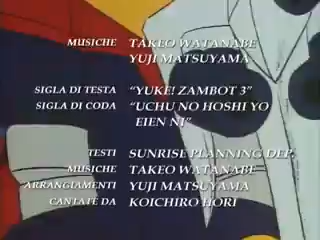 MUSICHE TAKEO WATANABE
YUJI MATSUYAMA
SIGLA DI TESTA "YUKE! ZAMBOT 3"
SIGLA DI CODA "UCHU NO HOSHI YO
EIEN NI"
TESTI SUNRISE PLANNING DEP.
MUSICHE TAKEO WATANABE
ARRANGIAMENTI YUJI MATSUYAMA
CANTATE DA KOICHIRO HORI